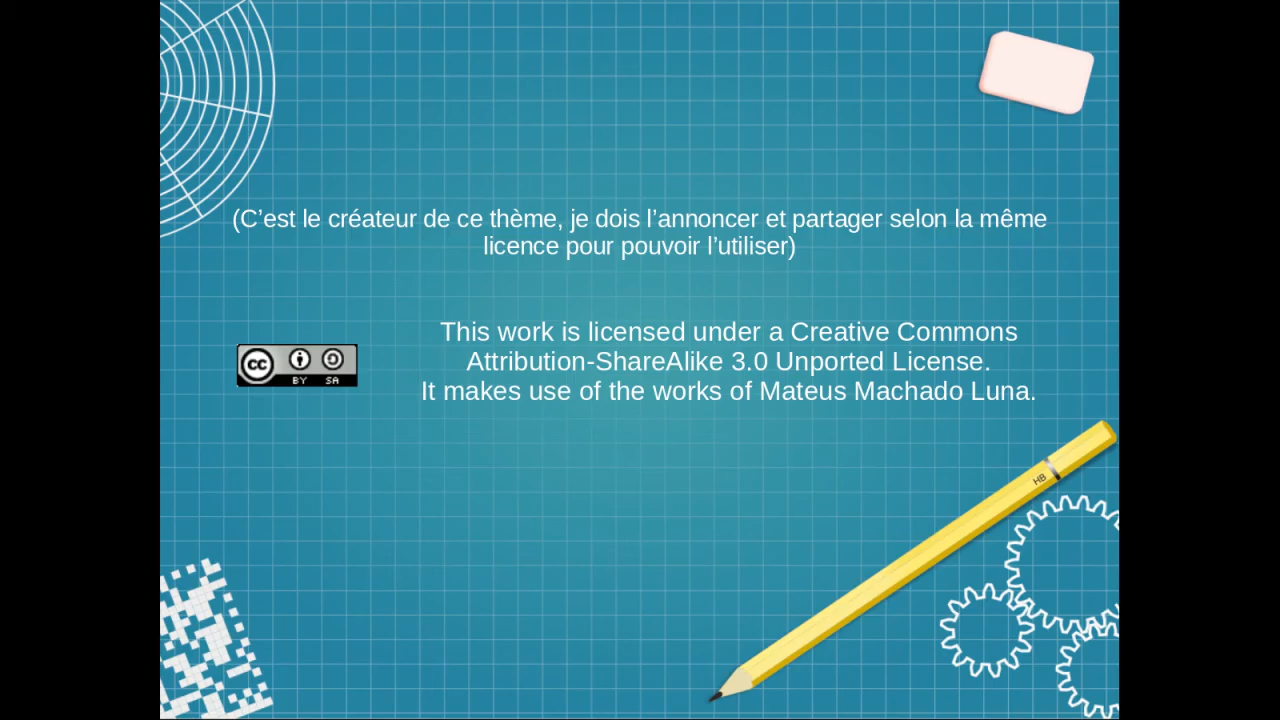 (C’est le créateur de ce thème, je dois l’annoncer et partager selon la même
licence pour pouvoir l’utiliser)
This work is licensed under a Creative Commons
Attribution-ShareAlike 3.0 Unported License.
It makes use of the works of Mateus Machado Luna.
cc BY SA
HB